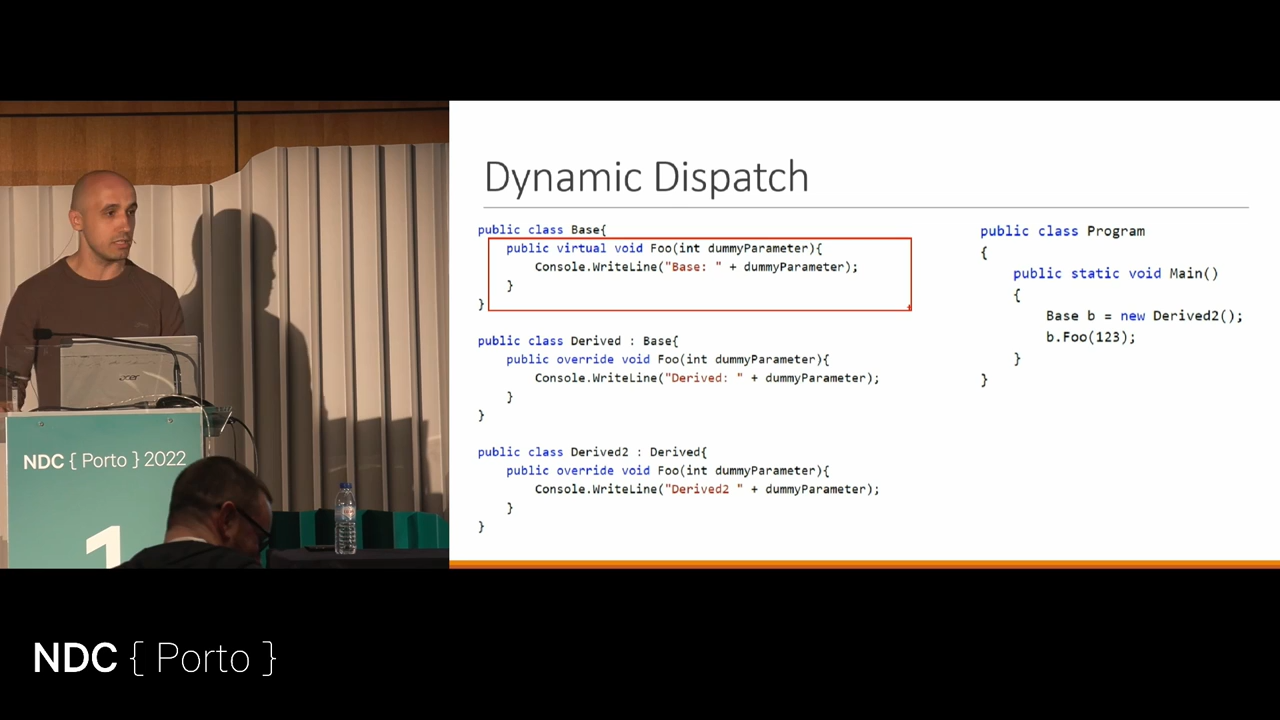 Dynamic Dispatch
public class Base{
public virtual void Foo(int dummyParameter){
Console.WriteLine("Base: " + dummyParameter);
}
}
public class Derived : Base{
public override void Foo(int dummyParameter){
Console.WriteLine("Derived: " + dummyParameter);
}
}
public class Derived2 : Derived{
public override void Foo(int dummyParameter){
Console.WriteLine("Derived2 " + dummyParameter);
}
}
public class Program
{
public static void Main()
{
Base b = new Derived2();
b.Foo(123);
}
}
acer
NDC { Porto } 2022
1
NDC { Porto }